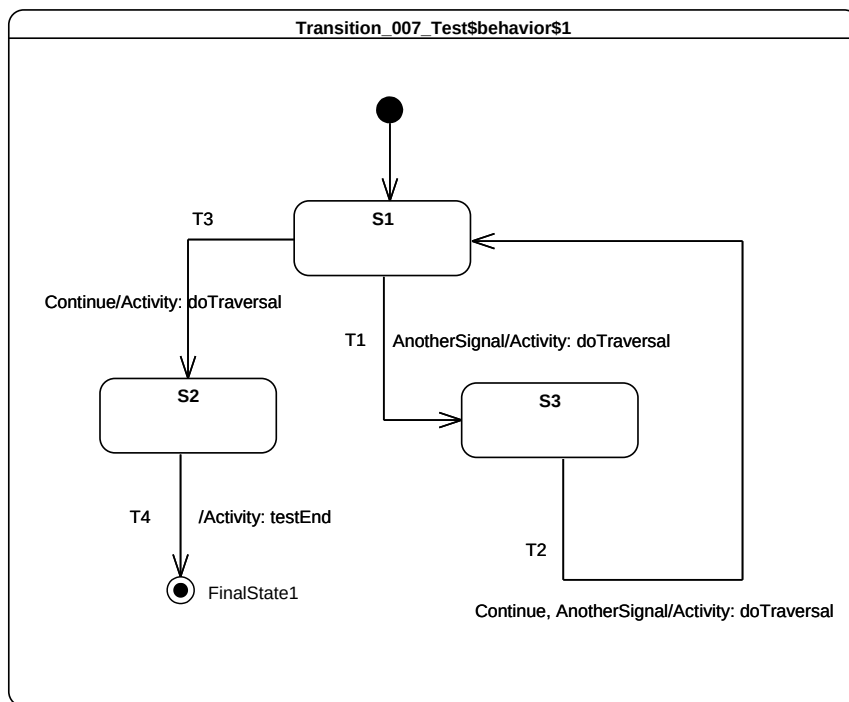 Transition_007_Test$behavior$1
T3
S1
Continue/Activity: doTraversal
T1
AnotherSignal/Activity: doTraversal
S2
S3
T4
/Activity: testEnd
T2
FinalState1
Continue, AnotherSignal/Activity: doTraversal